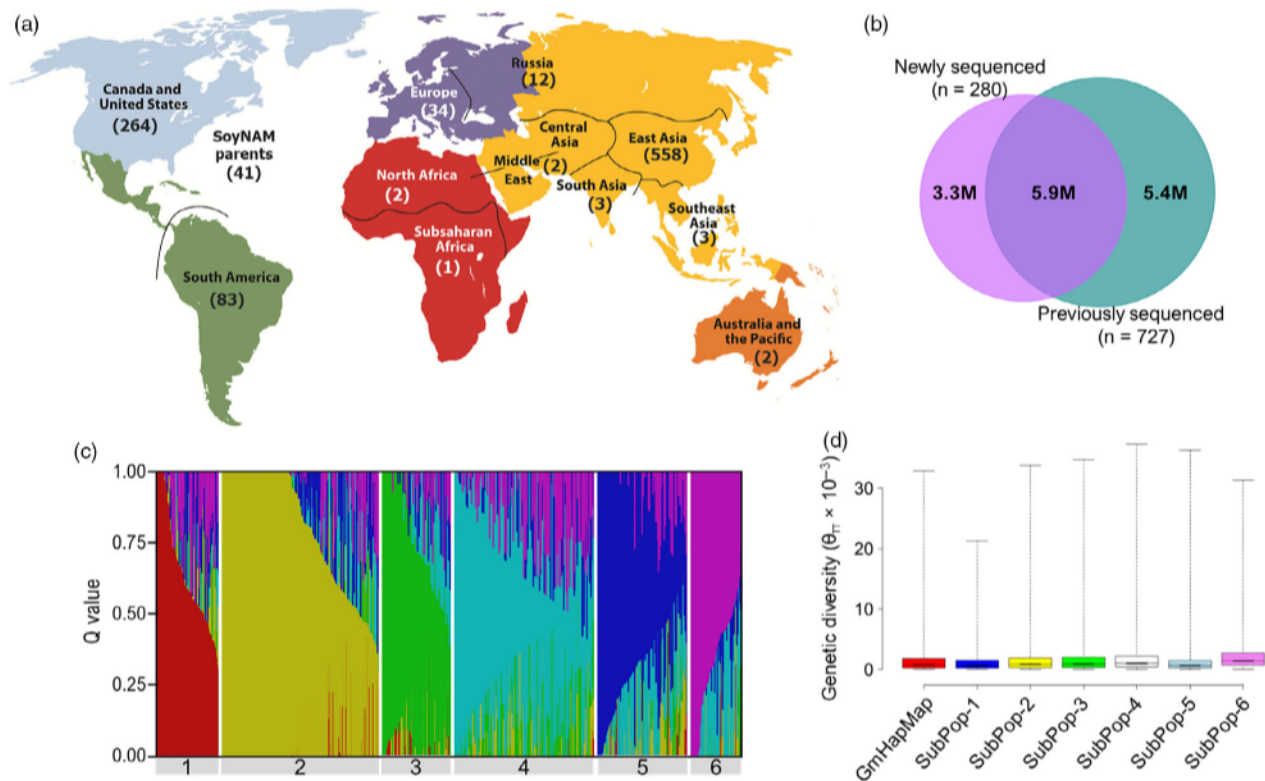 (a)
Canada and
United States
(264)
SoyNAM
parents
(41)
South America
(83)
Europe
(34)
Russia
(12)
Central
Asia
(2)
Middle
East
East Asia
(558)
South Asia
(3)
Southeast
Asia
(3)
North Africa
(2)
Subsaharan
Africa
(1)
Australia and
the Pacific
(2)
(b)
Newly sequenced
(n = 280)
3.3M
5.9M
5.4M
Previously sequenced
(n = 727)
(c)
Q value
1.00
0.75
0.50
0.25
0.00
1
2
3
4
5
6
(d)
Genetic diversity (θπ × 10⁻³)
30
20
10
0
GmHapMap
SubPop-1
SubPop-2
SubPop-3
SubPop-4
SubPop-5
SubPop-6